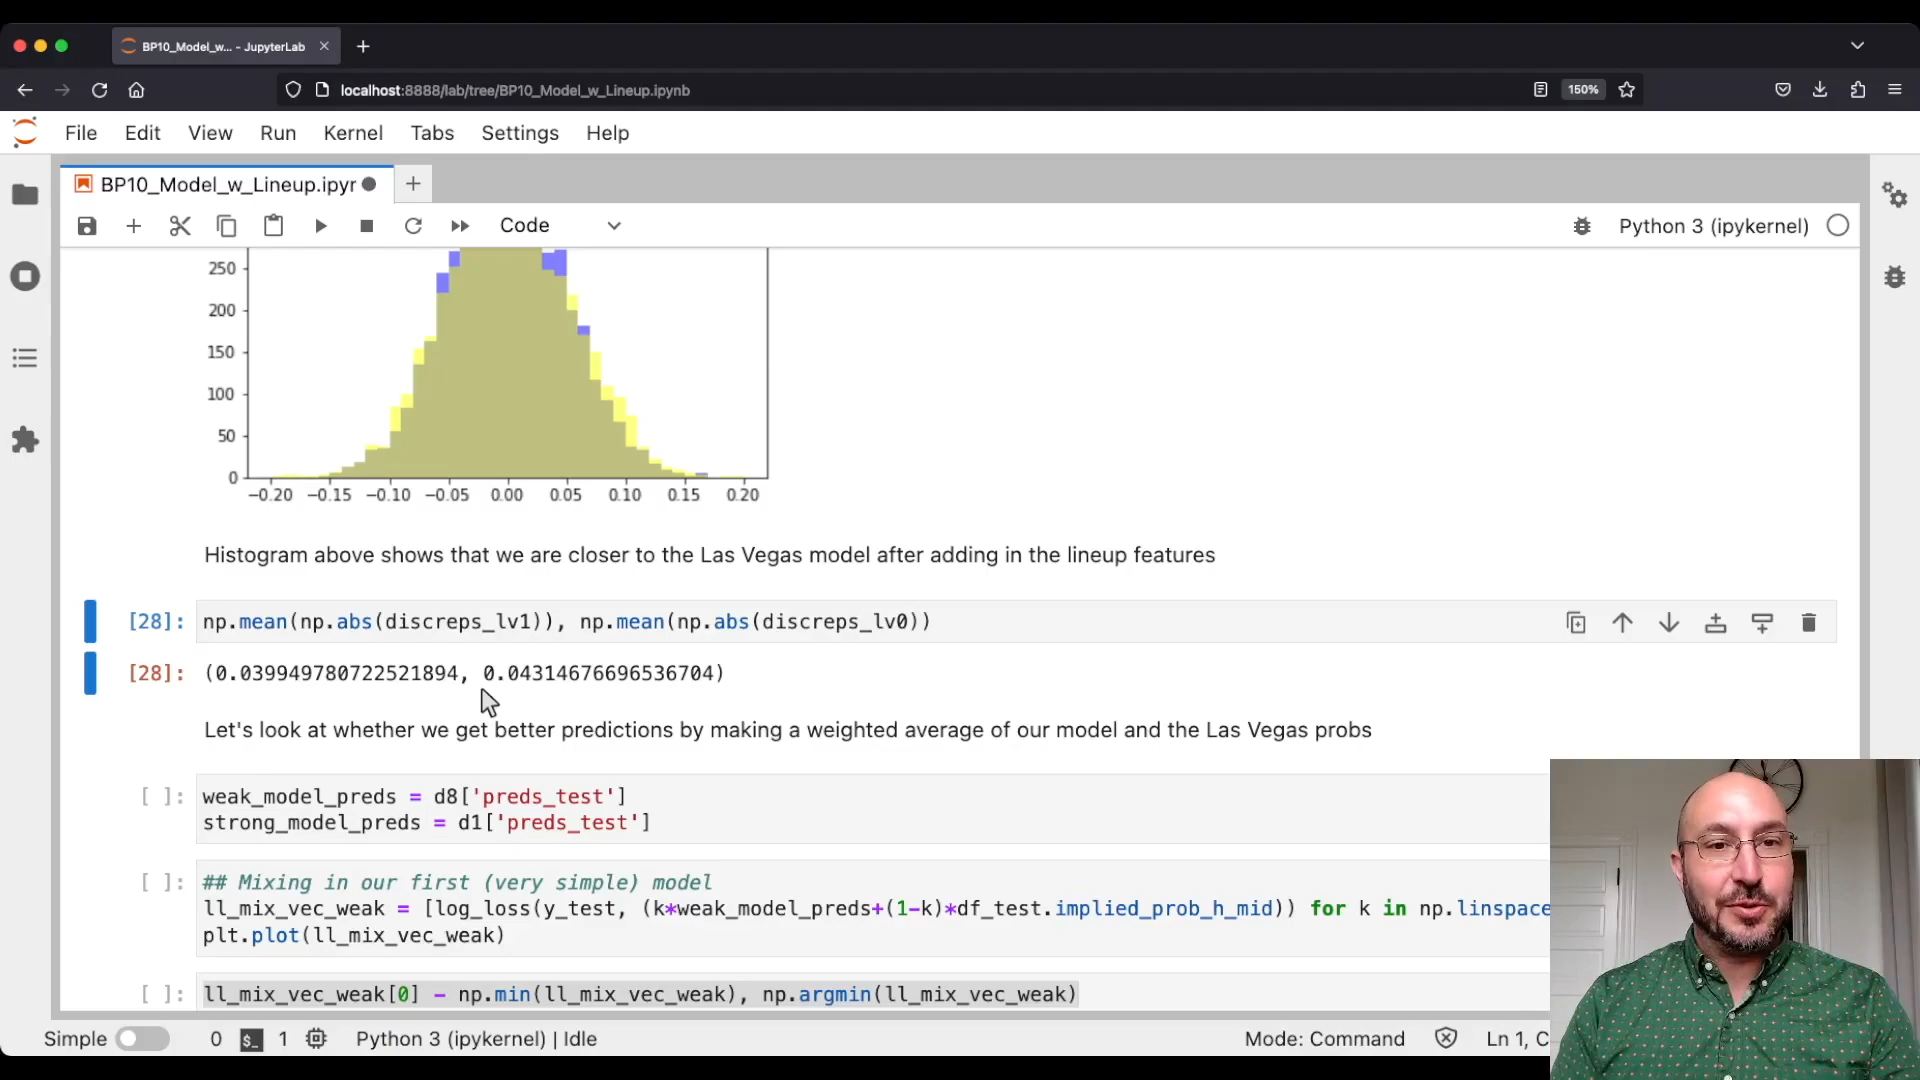 BP10_Model_w... - JupyterLab
localhost:8888/lab/tree/BP10_Model_w_Lineup.ipynb
150%
File Edit View Run Kernel Tabs Settings Help
BP10_Model_w_Lineup.ipyr
Code
Python 3 (ipykernel)
250
200
150
100
50
0
−0.20 −0.15 −0.10 −0.05 0.00 0.05 0.10 0.15 0.20
Histogram above shows that we are closer to the Las Vegas model after adding in the lineup features
[28]: np.mean(np.abs(discreps_lv1)), np.mean(np.abs(discreps_lv0))
[28]: (0.039949780722521894, 0.04314676696536704)
Let's look at whether we get better predictions by making a weighted average of our model and the Las Vegas probs
[ ]: weak_model_preds = d8['preds_test']
strong_model_preds = d1['preds_test']
[ ]: ## Mixing in our first (very simple) model
ll_mix_vec_weak = [log_loss(y_test, (k*weak_model_preds+(1-k)*df_test.implied_prob_h_mid)) for k in np.linspace
plt.plot(ll_mix_vec_weak)
[ ]: ll_mix_vec_weak[0] - np.min(ll_mix_vec_weak), np.argmin(ll_mix_vec_weak)
Simple 0 $_ 1 Python 3 (ipykernel) | Idle Mode: Command Ln 1, C